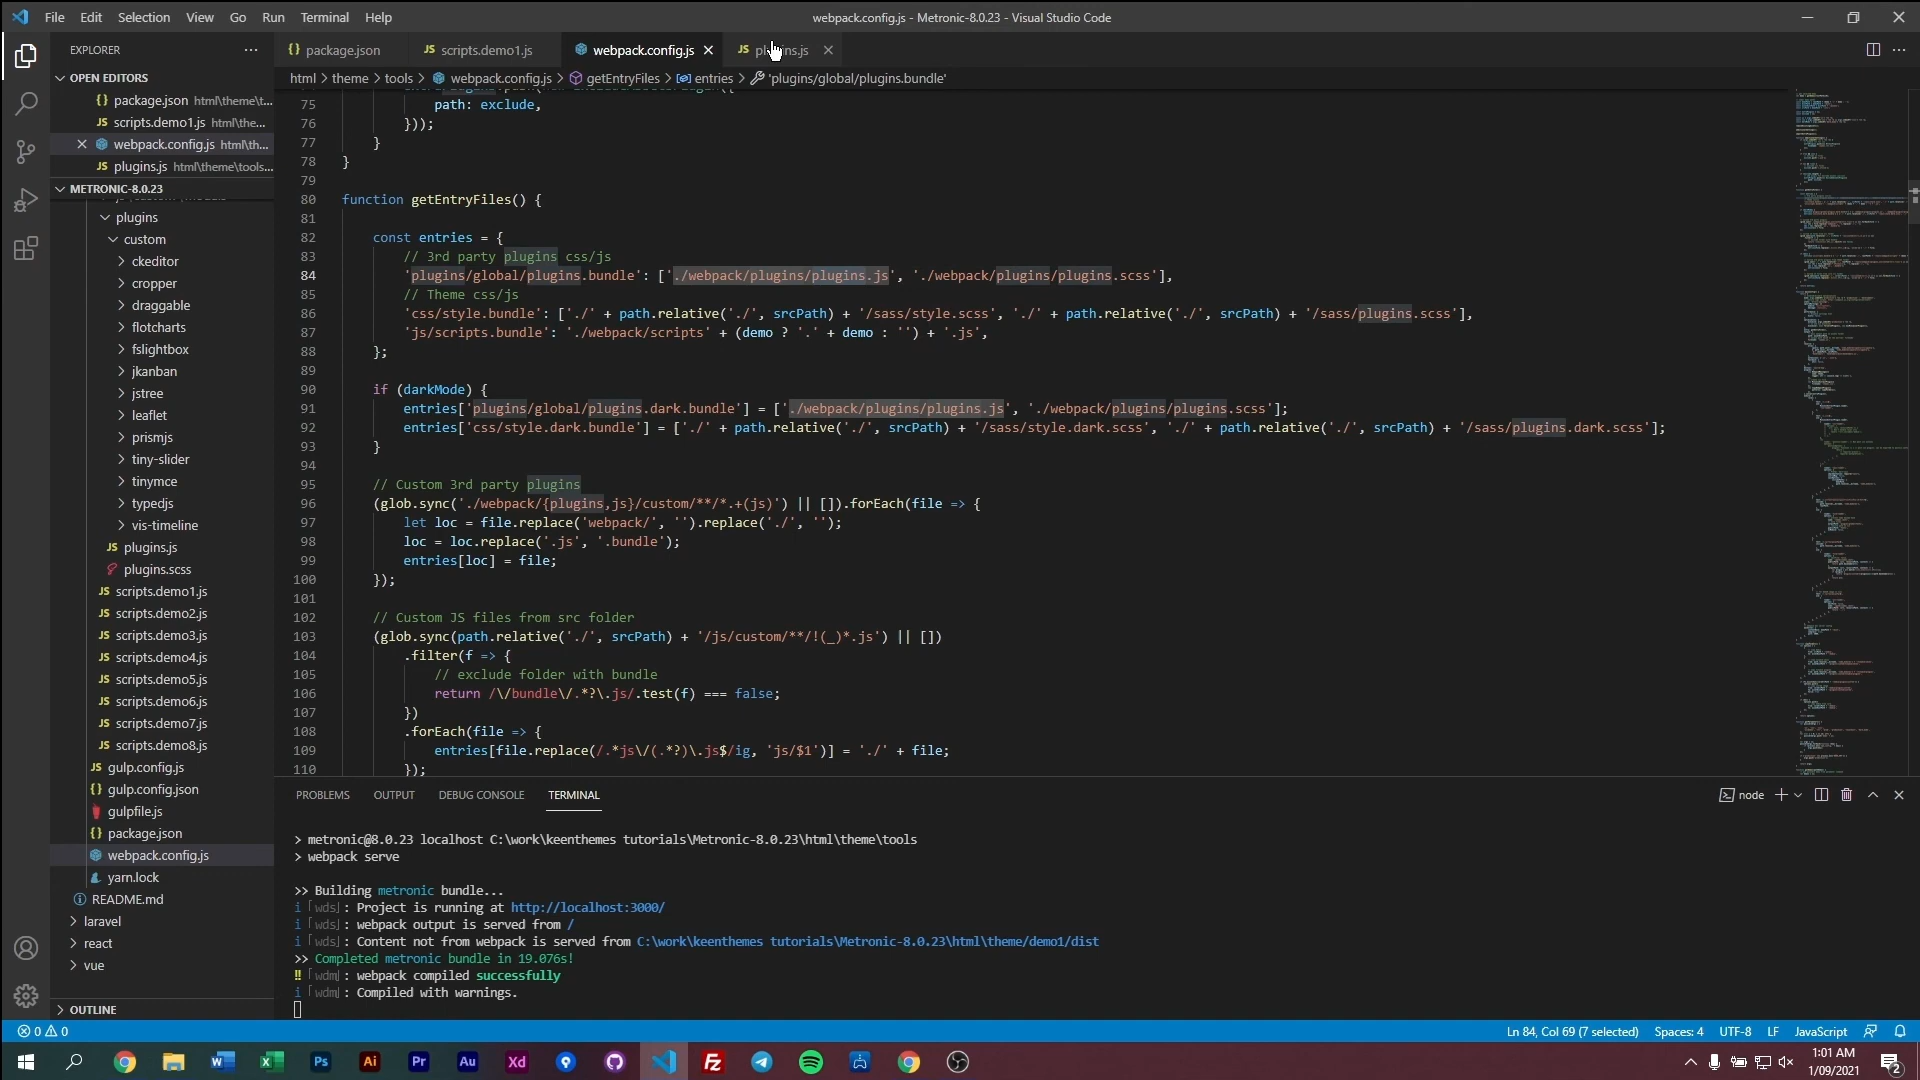 File Edit Selection View Go Run Terminal Help
webpack.config.js - Metronic-8.0.23 - Visual Studio Code
EXPLORER
package.json
scripts.demo1.js
webpack.config.js
plugins.js
html > theme > tools > webpack.config.js > getEntryFiles > entries > 'plugins/global/plugins.bundle'
OPEN EDITORS
package.json html\theme\t...
scripts.demo1.js html\the...
webpack.config.js html\th...
plugins.js html\theme\tools...
METRONIC-8.0.23
plugins
custom
ckeditor
cropper
draggable
flotcharts
fslightbox
jkanban
jstree
leaflet
prismjs
tiny-slider
tinymce
typedjs
vis-timeline
plugins.js
plugins.scss
scripts.demo1.js
scripts.demo2.js
scripts.demo3.js
scripts.demo4.js
scripts.demo5.js
scripts.demo6.js
scripts.demo7.js
scripts.demo8.js
gulp.config.js
gulp.config.json
gulpfile.js
package.json
webpack.config.js
yarn.lock
README.md
laravel
react
vue
OUTLINE
75 path: exclude,
76 }));
77 }
78 }
79
80 function getEntryFiles() {
81
82 const entries = {
83 // 3rd party plugins css/js
84 'plugins/global/plugins.bundle': ['./webpack/plugins/plugins.js', './webpack/plugins/plugins.scss'],
85 // Theme css/js
86 'css/style.bundle': ['./' + path.relative('./', srcPath) + '/sass/style.scss', './' + path.relative('./', srcPath) + '/sass/plugins.scss'],
87 'js/scripts.bundle': './webpack/scripts' + (demo ? '.' + demo : '') + '.js',
88 };
89
90 if (darkMode) {
91 entries['plugins/global/plugins.dark.bundle'] = ['./webpack/plugins/plugins.js', './webpack/plugins/plugins.scss'];
92 entries['css/style.dark.bundle'] = ['./' + path.relative('./', srcPath) + '/sass/style.dark.scss', './' + path.relative('./', srcPath) + '/sass/plugins.dark.scss'];
93 }
94
95 // Custom 3rd party plugins
96 (glob.sync('./webpack/{plugins,js}/custom/**/*.+(js)') || []).forEach(file => {
97 let loc = file.replace('webpack/', '').replace('./', '');
98 loc = loc.replace('.js', '.bundle');
99 entries[loc] = file;
100 });
101
102 // Custom JS files from src folder
103 (glob.sync(path.relative('./', srcPath) + '/js/custom/**/!(_)*.js') || [])
104 .filter(f => {
105 // exclude folder with bundle
106 return /\/bundle\/.*?\.js/.test(f) === false;
107 })
108 .forEach(file => {
109 entries[file.replace(/.*js\/(.*?)\.js$/ig, 'js/$1')] = './' + file;
110 });
PROBLEMS OUTPUT DEBUG CONSOLE TERMINAL
node
> metronic@8.0.23 localhost C:\work\keenthemes tutorials\Metronic-8.0.23\html\theme\tools
> webpack serve
>> Building metronic bundle...
i ｢wds｣: Project is running at http://localhost:3000/
i ｢wds｣: webpack output is served from /
i ｢wds｣: Content not from webpack is served from C:\work\keenthemes tutorials\Metronic-8.0.23\html\theme/demo1/dist
>> Completed metronic bundle in 19.076s!
‼ ｢wdm｣: webpack compiled successfully
i ｢wdm｣: Compiled with warnings.
0 0
Ln 84, Col 69 (7 selected) Spaces: 4 UTF-8 LF JavaScript
1:01 AM
1/09/2021
2